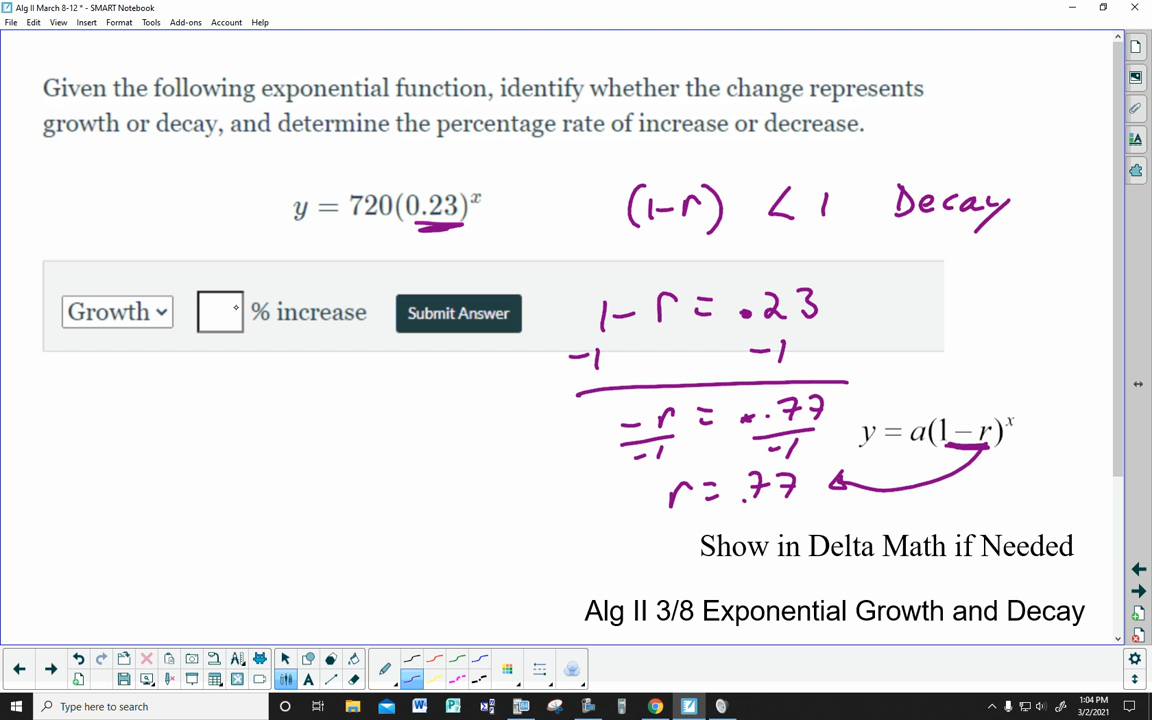 Alg II March 8-12 * - SMART Notebook
File Edit View Insert Format Tools Add-ons Account Help
Given the following exponential function, identify whether the change represents
growth or decay, and determine the percentage rate of increase or decrease.
y = 720(0.23)^x
(1-r) < 1 Decay
Growth % increase Submit Answer
1 - r = .23
-1 -1
-r = -.77
-1 -1
y = a(1 − r)^x
r = .77
Show in Delta Math if Needed
Alg II 3/8 Exponential Growth and Decay
Type here to search
1:04 PM
3/2/2021